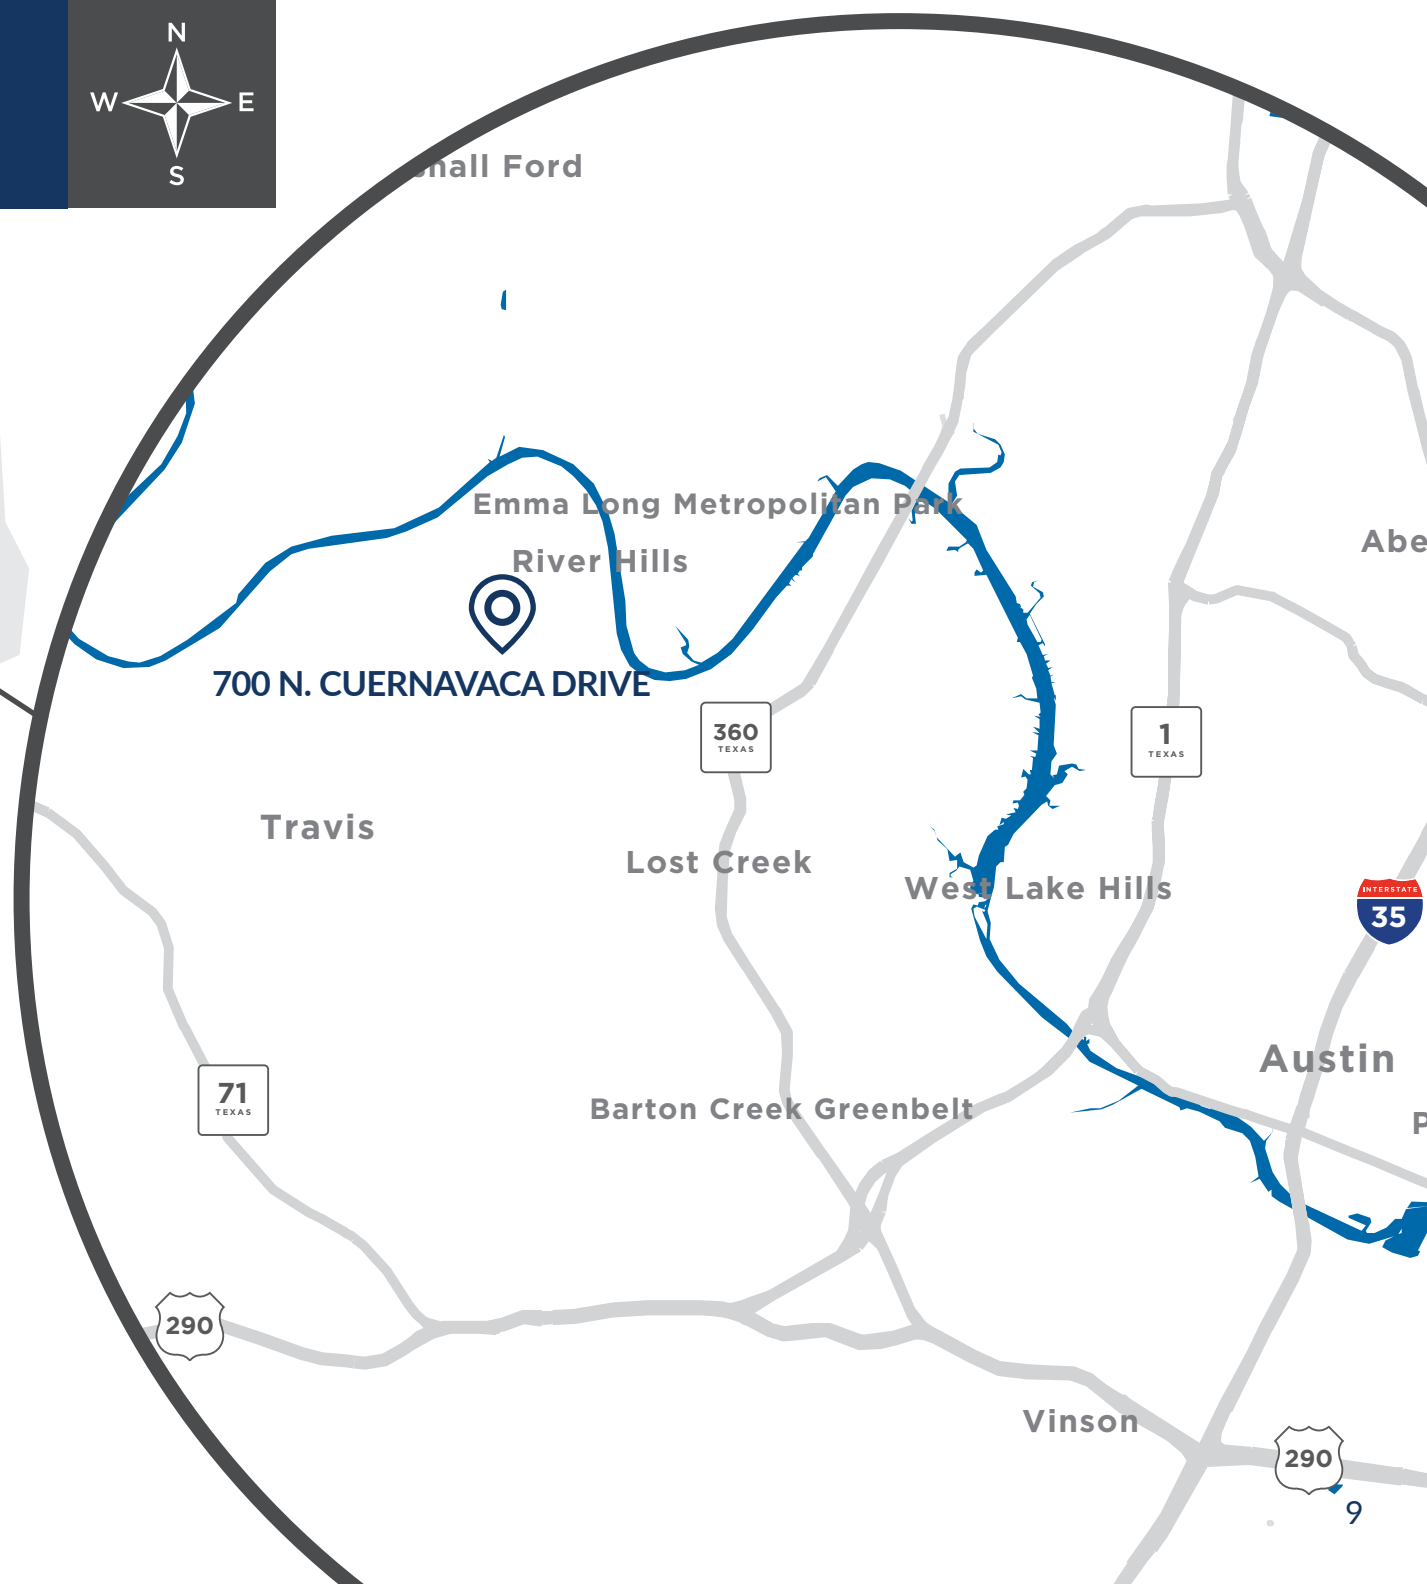 N
W E
S
hall Ford
Emma Long Metropolitan Park
River Hills
Abe
700 N. CUERNAVACA DRIVE
360
TEXAS
1
TEXAS
Travis
Lost Creek
West Lake Hills
INTERSTATE
35
Austin
71
TEXAS
Barton Creek Greenbelt
P
290
Vinson
290
9